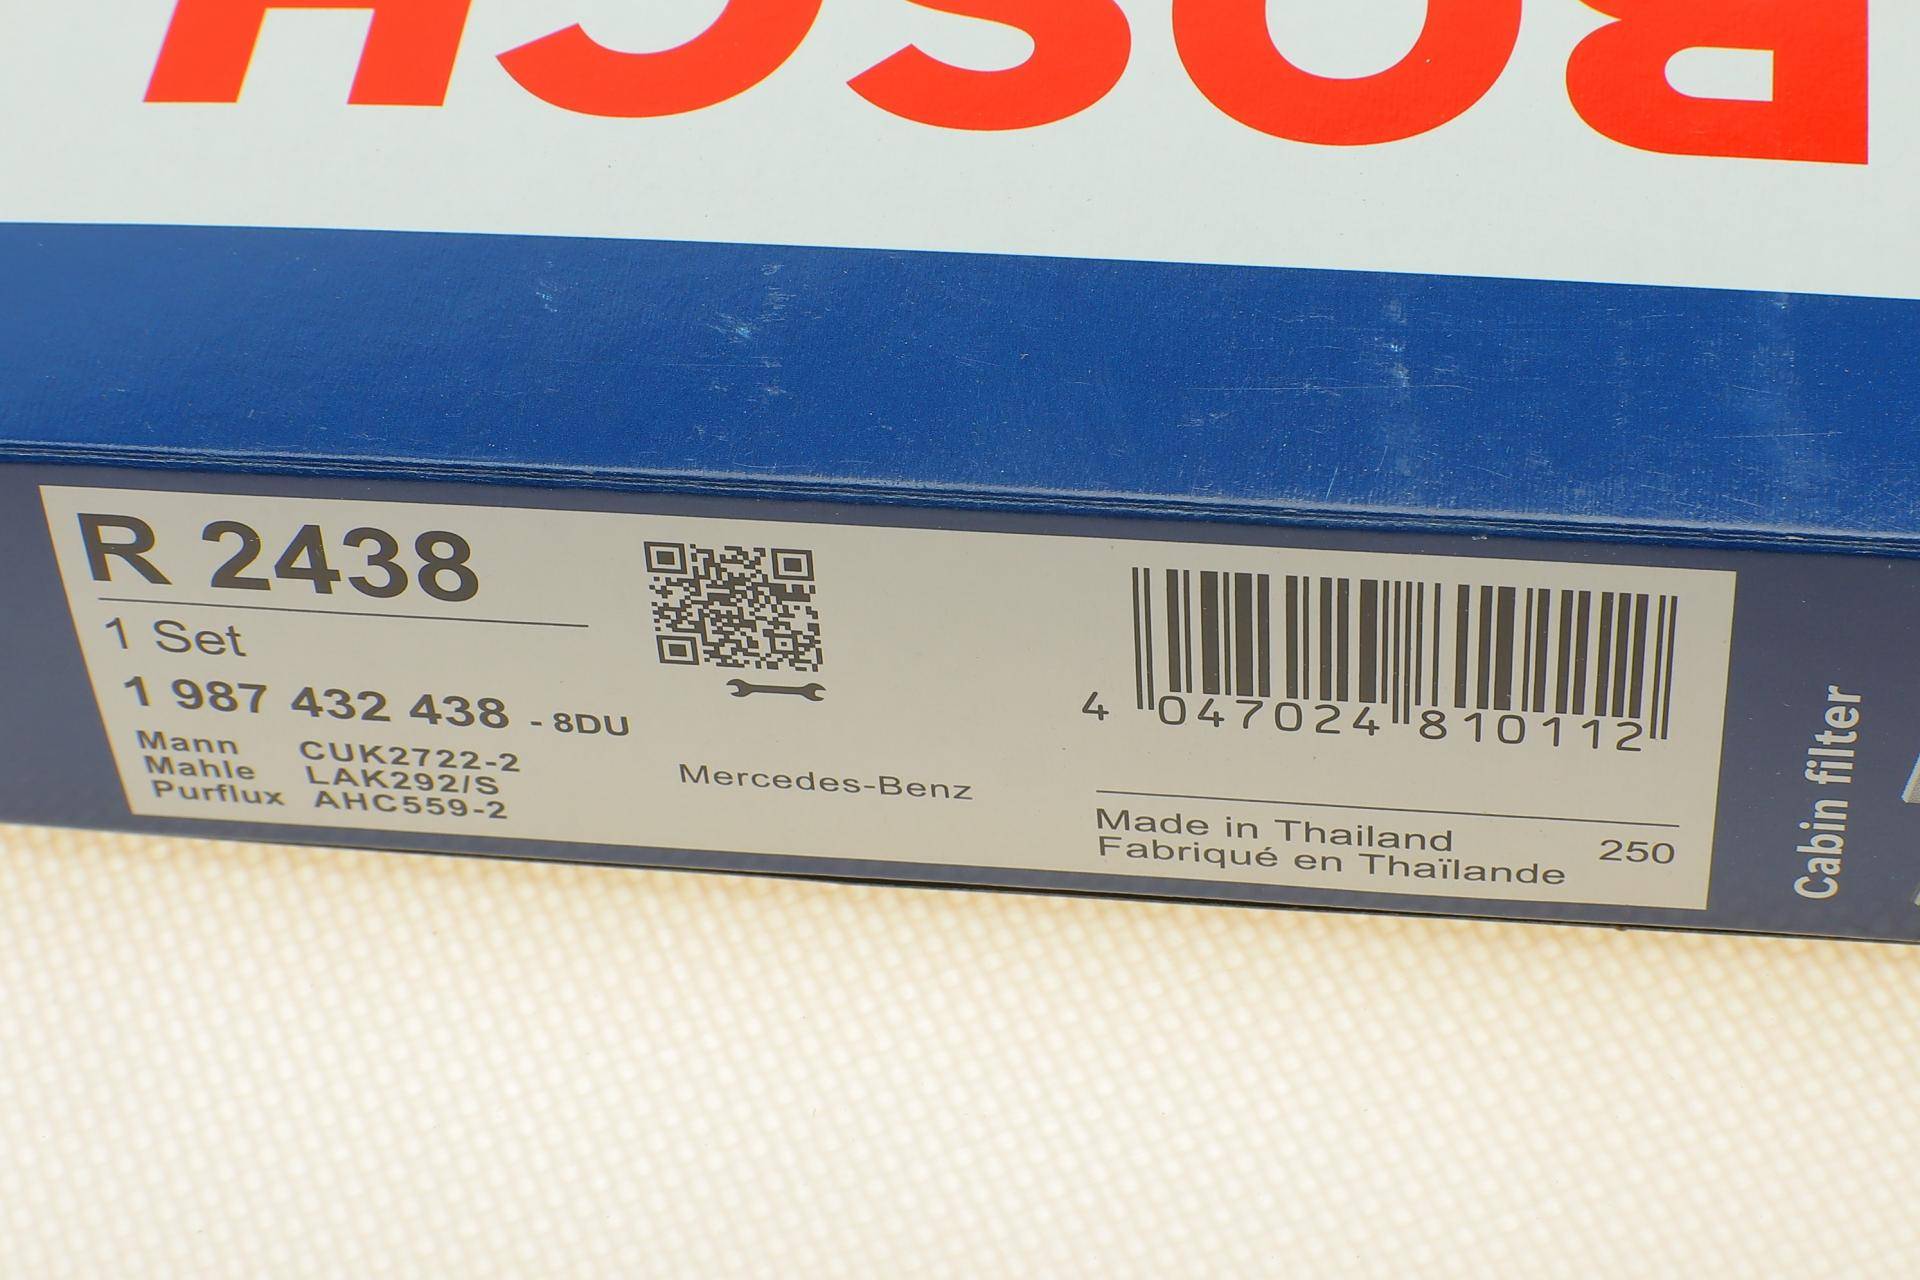 BOSCH
R 2438
1 Set
1 987 432 438 - 8DU
Mann CUK2722-2
Mahle LAK292/S
Purflux AHC559-2
Mercedes-Benz
4 047024 810112
Made in Thailand
Fabriqué en Thaïlande
250
Cabin filter